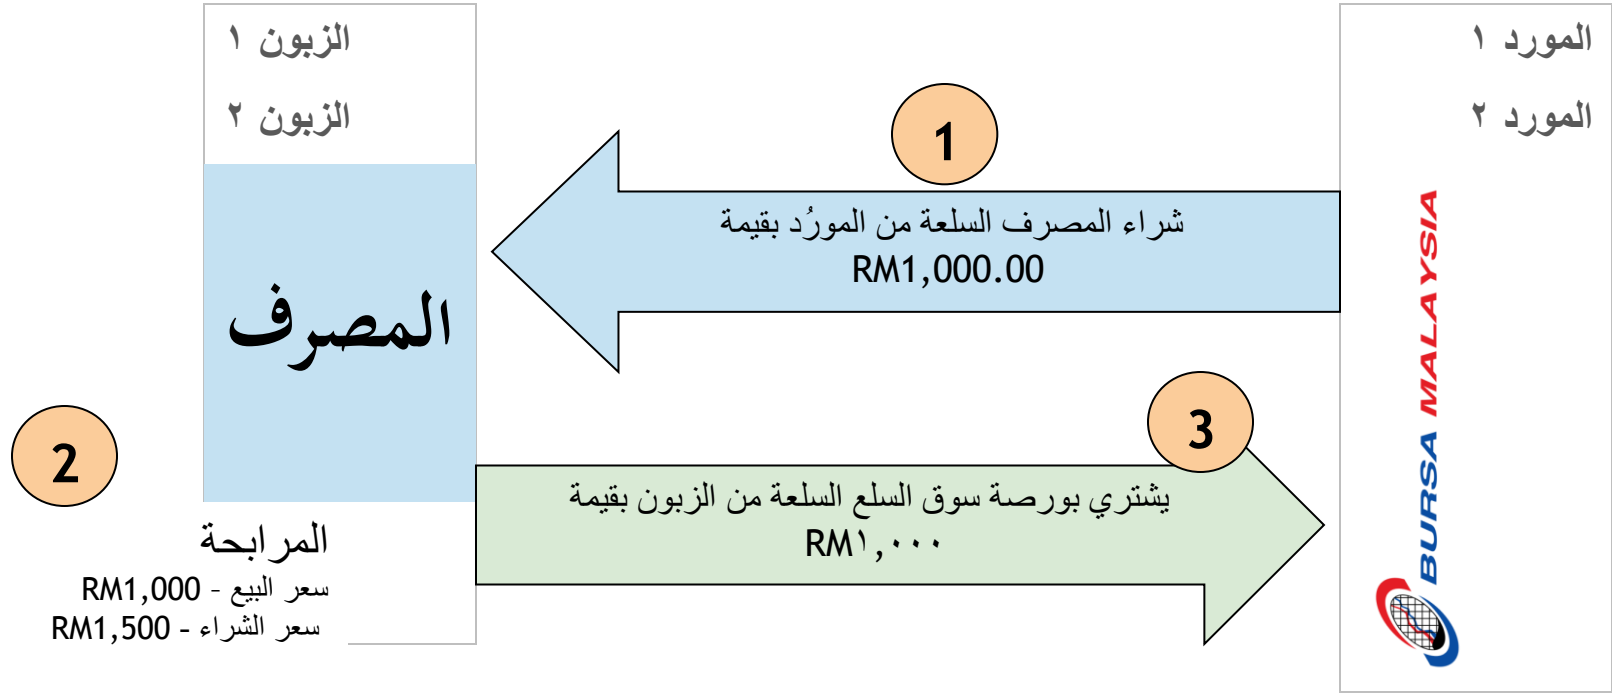 المورد ١
المورد ٢
BURSA MALAYSIA
الزبون ١
الزبون ٢
المصرف
1
شراء المصرف السلعة من المورُد بقيمة
RM1,000.00
2
المرابحة
سعر البيع - RM1,000
سعر الشراء - RM1,500
3
يشتري بورصة سوق السلع السلعة من الزبون بقيمة
RM١,٠٠٠